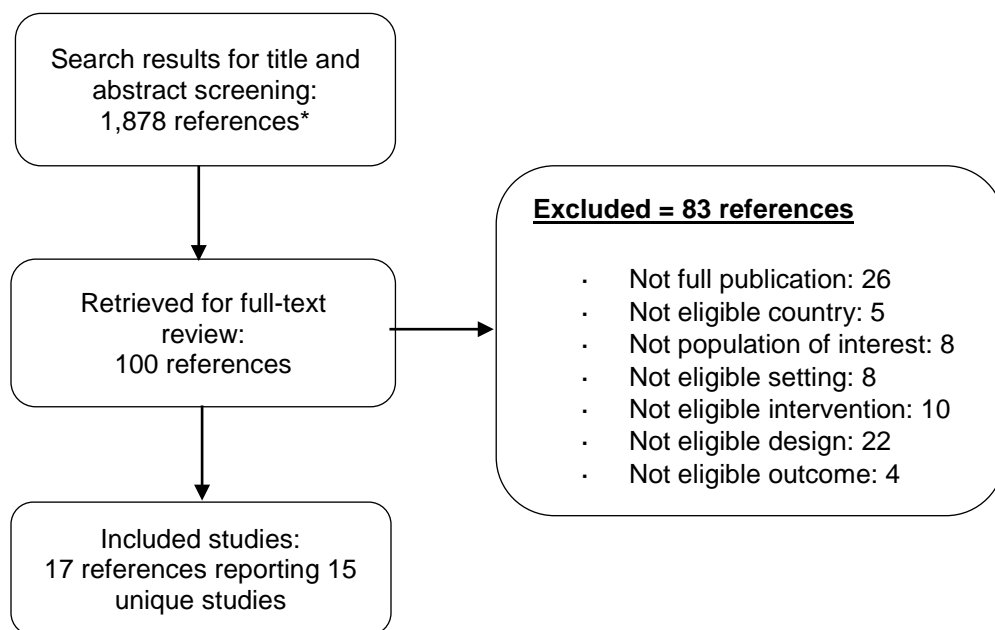 Search results for title and
abstract screening:
1,878 references*
Retrieved for full-text
review:
100 references
Excluded = 83 references
· Not full publication: 26
· Not eligible country: 5
· Not population of interest: 8
· Not eligible setting: 8
· Not eligible intervention: 10
· Not eligible design: 22
· Not eligible outcome: 4
Included studies:
17 references reporting 15
unique studies